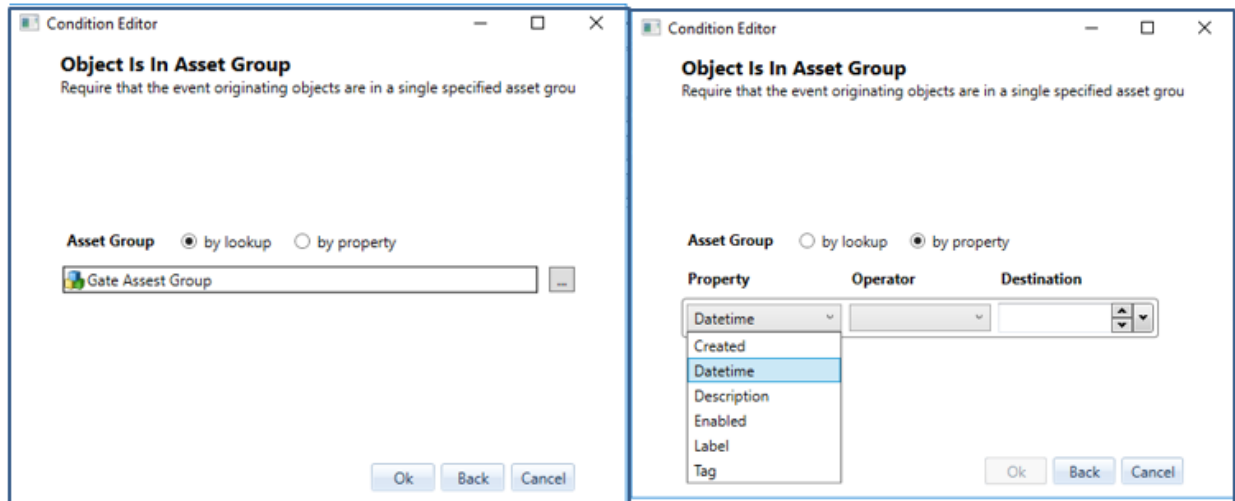 Condition Editor
Object Is In Asset Group
Require that the event originating objects are in a single specified asset grou
Asset Group by lookup by property
Gate Assest Group
...
Ok Back Cancel
Condition Editor
Object Is In Asset Group
Require that the event originating objects are in a single specified asset grou
Asset Group by lookup by property
Property Operator Destination
Datetime
Created
Datetime
Description
Enabled
Label
Tag
Ok Back Cancel